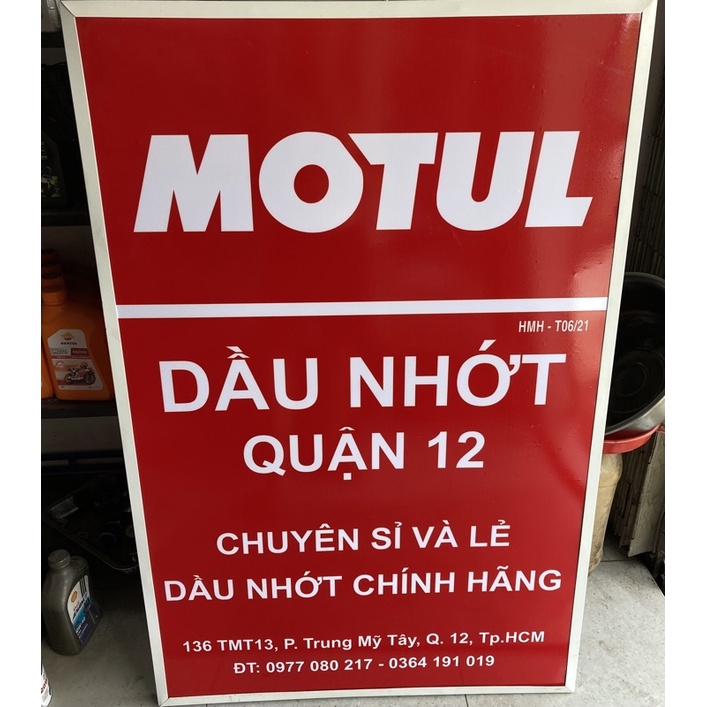 MOTUL
HMH - T06/21
DẦU NHỚT
QUẬN 12
CHUYÊN SỈ VÀ LẺ
DẦU NHỚT CHÍNH HÃNG
136 TMT13, P. Trung Mỹ Tây, Q. 12, Tp.HCM
ĐT: 0977 080 217 - 0364 191 019